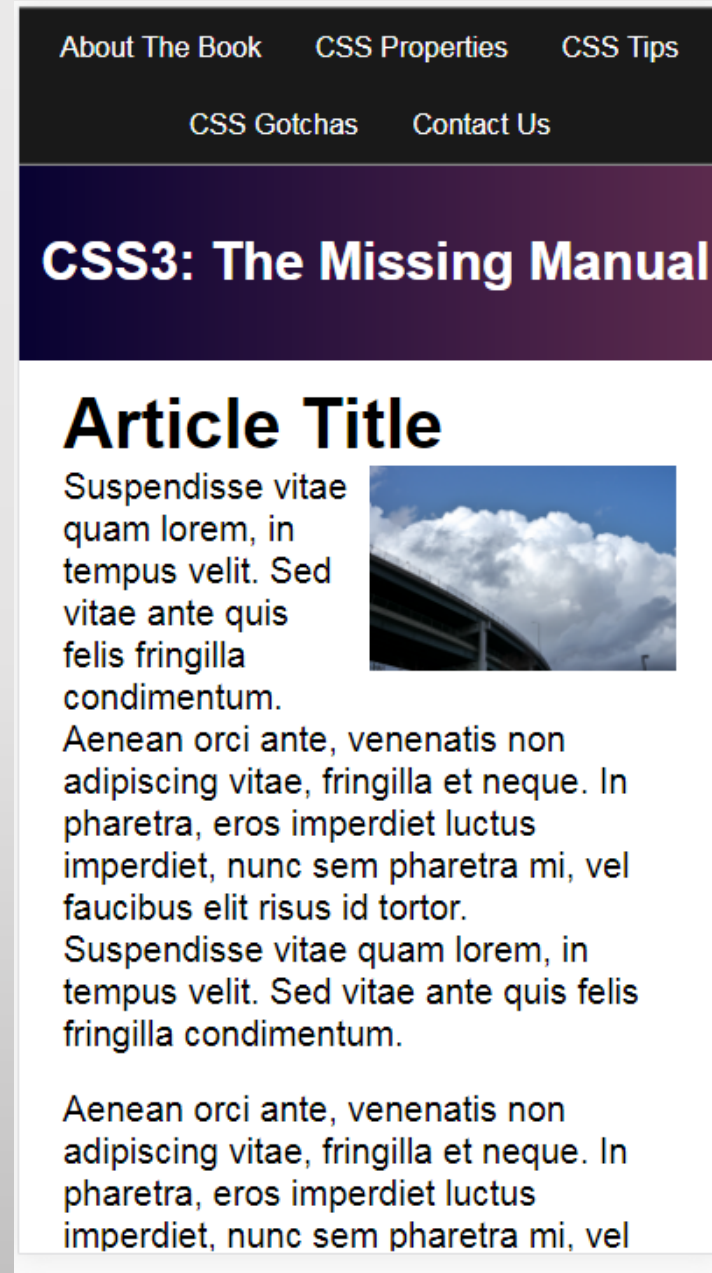 About The Book CSS Properties CSS Tips
CSS Gotchas Contact Us
CSS3: The Missing Manual
Article Title
Suspendisse vitae
quam lorem, in
tempus velit. Sed
vitae ante quis
felis fringilla
condimentum.
Aenean orci ante, venenatis non
adipiscing vitae, fringilla et neque. In
pharetra, eros imperdiet luctus
imperdiet, nunc sem pharetra mi, vel
faucibus elit risus id tortor.
Suspendisse vitae quam lorem, in
tempus velit. Sed vitae ante quis felis
fringilla condimentum.
Aenean orci ante, venenatis non
adipiscing vitae, fringilla et neque. In
pharetra, eros imperdiet luctus
imperdiet, nunc sem pharetra mi, vel